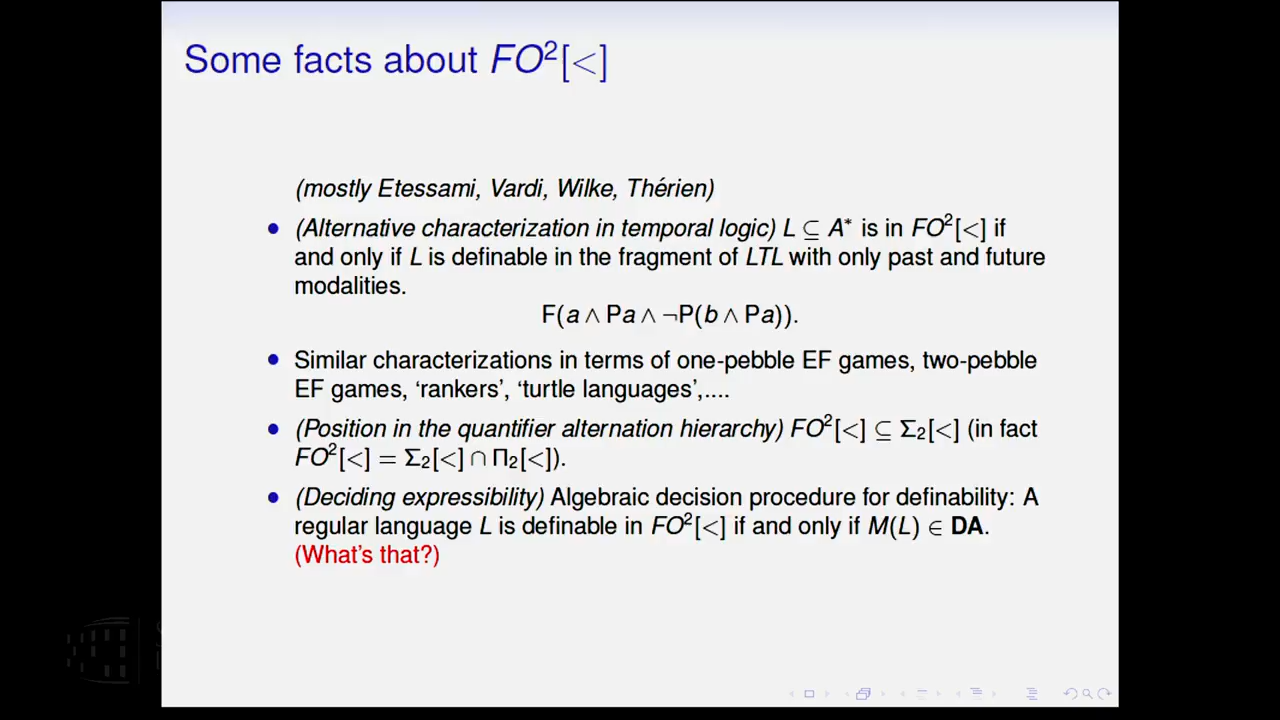 Some facts about FO²[<]
(mostly Etessami, Vardi, Wilke, Thérien)
• (Alternative characterization in temporal logic) L ⊆ A* is in FO²[<] if
and only if L is definable in the fragment of LTL with only past and future
modalities.
F(a ∧ Pa ∧ ¬P(b ∧ Pa)).
• Similar characterizations in terms of one-pebble EF games, two-pebble
EF games, ‘rankers’, ‘turtle languages’,....
• (Position in the quantifier alternation hierarchy) FO²[<] ⊆ Σ₂[<] (in fact
FO²[<] = Σ₂[<] ∩ Π₂[<]).
• (Deciding expressibility) Algebraic decision procedure for definability: A
regular language L is definable in FO²[<] if and only if M(L) ∈ DA.
(What’s that?)